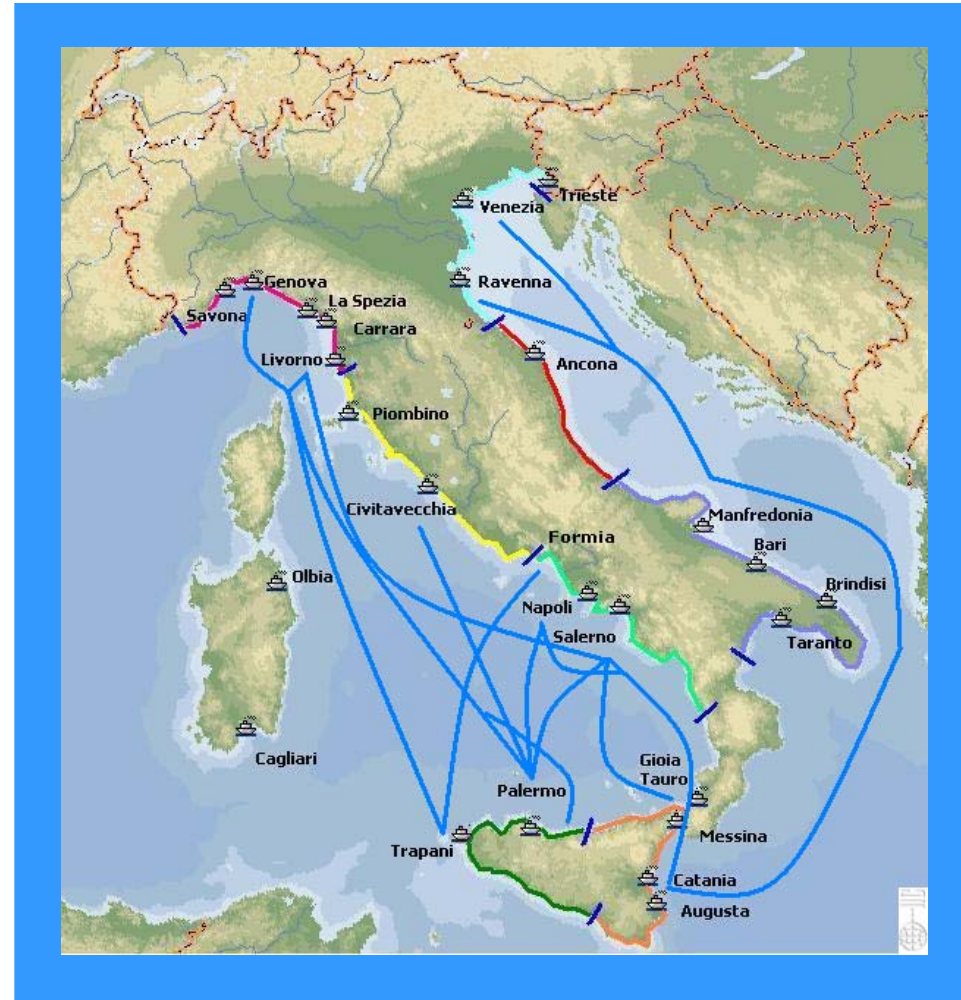 Trieste
Venezia
Ravenna
Genova
La Spezia
Savona
Carrara
Livorno
Ancona
Piombino
Civitavecchia
Manfredonia
Formia
Bari
Olbia
Brindisi
Napoli
Salerno
Taranto
Cagliari
Gioia
Tauro
Palermo
Messina
Trapani
Catania
Augusta